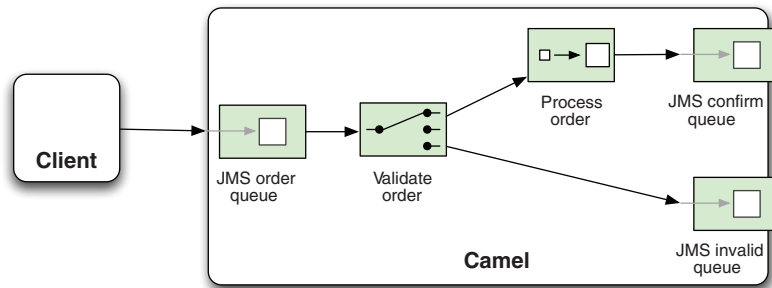 Client
JMS order
queue
Validate
order
Process
order
JMS confirm
queue
JMS invalid
queue
Camel